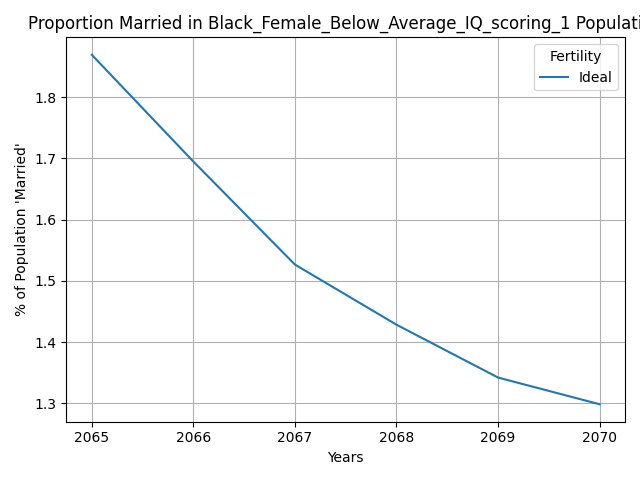 Proportion Married in Black_Female_Below_Average_IQ_scoring_1 Populati
Fertility
Ideal
% of Population 'Married'
1.8
1.7
1.6
1.5
1.4
1.3
2065 2066 2067 2068 2069 2070
Years